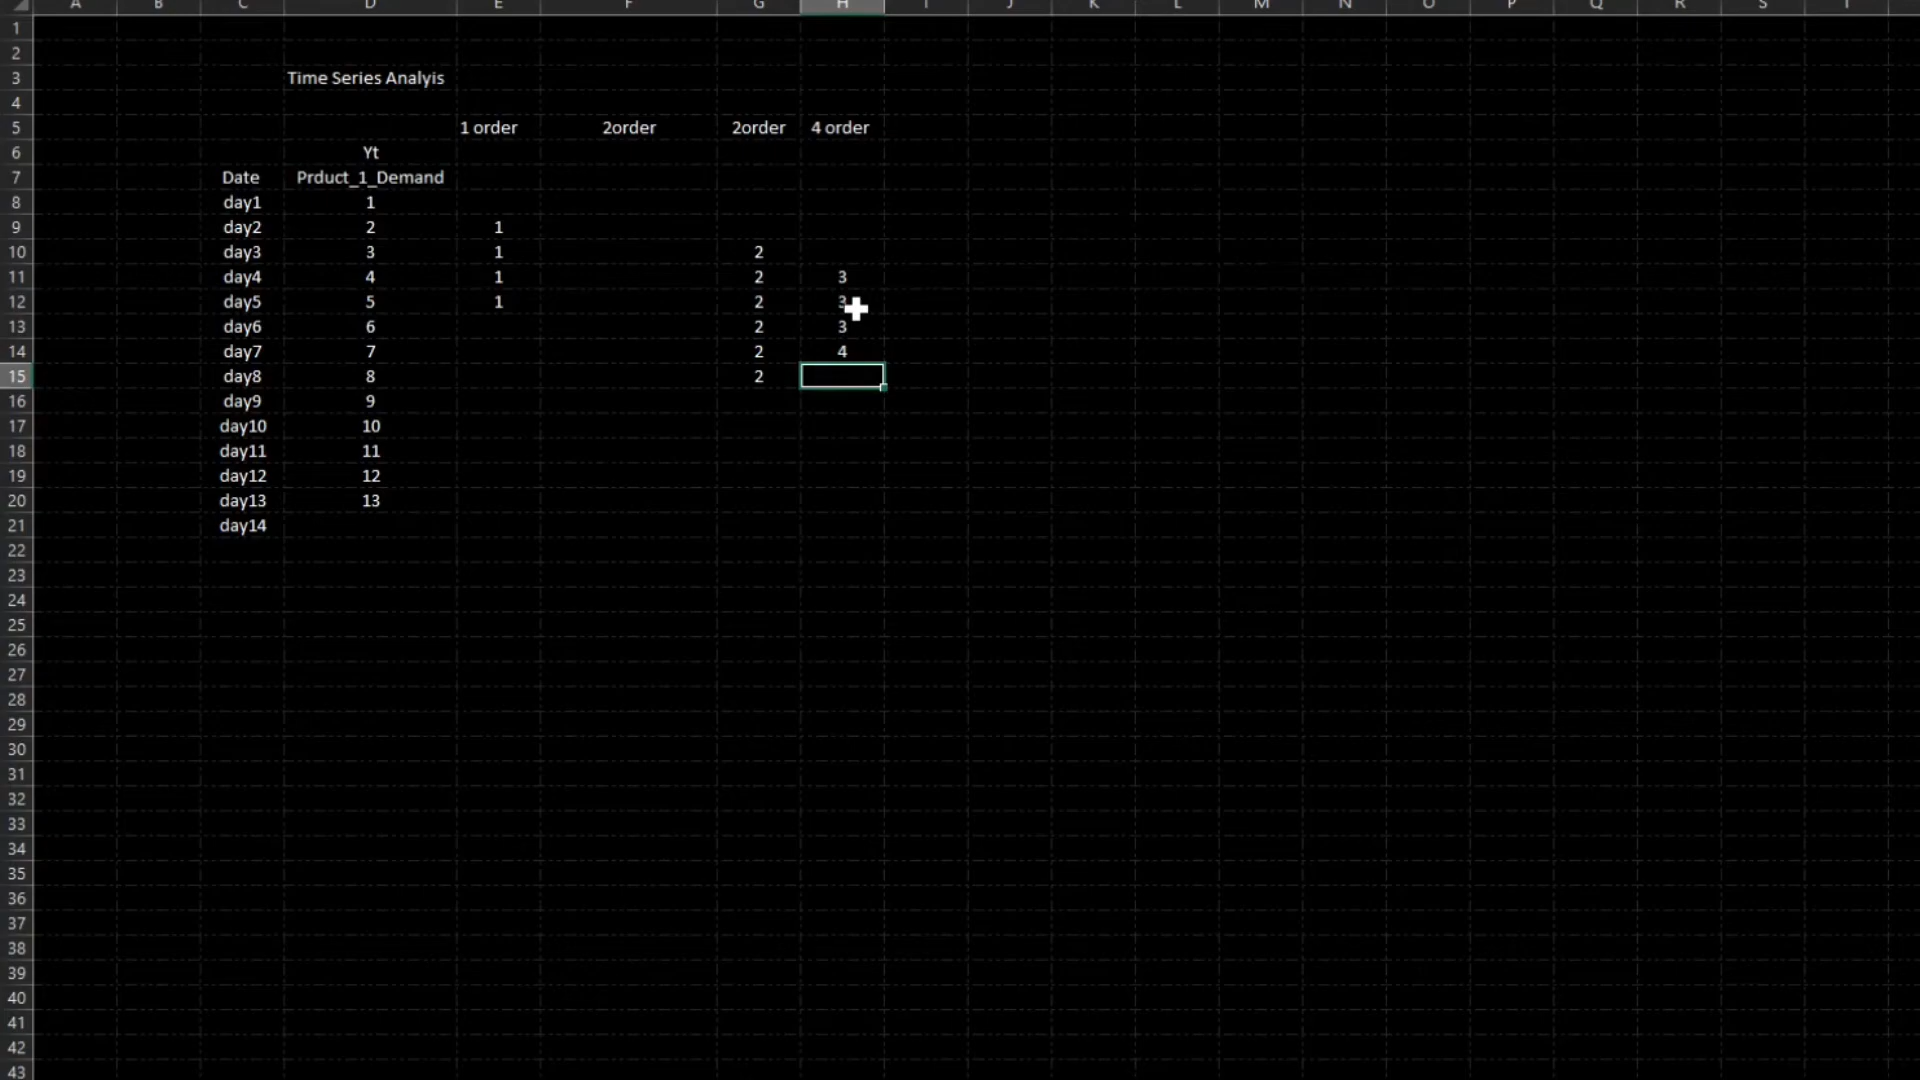 A B C D E F G H I J K L M N O P Q R S T
1
2
3 Time Series Analyis
4
5 1 order 2order 2order 4 order
6 Yt
7 Date Prduct_1_Demand
8 day1 1
9 day2 2 1
10 day3 3 1 2
11 day4 4 1 2 3
12 day5 5 1 2 3
13 day6 6 2 3
14 day7 7 2 4
15 day8 8 2
16 day9 9
17 day10 10
18 day11 11
19 day12 12
20 day13 13
21 day14
22
23
24
25
26
27
28
29
30
31
32
33
34
35
36
37
38
39
40
41
42
43